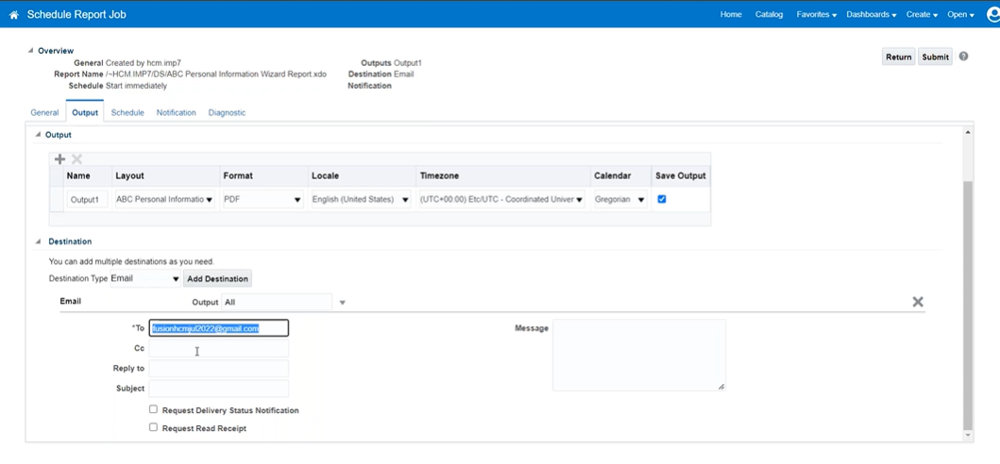 Schedule Report Job
Home Catalog Favorites Dashboards Create Open
Overview
General Created by hcm.imp7
Report Name /~HCM.IMP7/DS/ABC Personal Information Wizard Report.xdo
Schedule Start immediately
Outputs Output1
Destination Email
Notification
Return Submit ?
General Output Schedule Notification Diagnostic
Output
Name Layout Format Locale Timezone Calendar Save Output
Output1 ABC Personal Informatio PDF English (United States) (UTC+00:00) Etc/UTC - Coordinated Univer Gregorian
Destination
You can add multiple destinations as you need.
Destination Type Email Add Destination
Email Output All
*To fusionhcmjul2022@gmail.com
Message
Cc
Reply to
Subject
Request Delivery Status Notification
Request Read Receipt